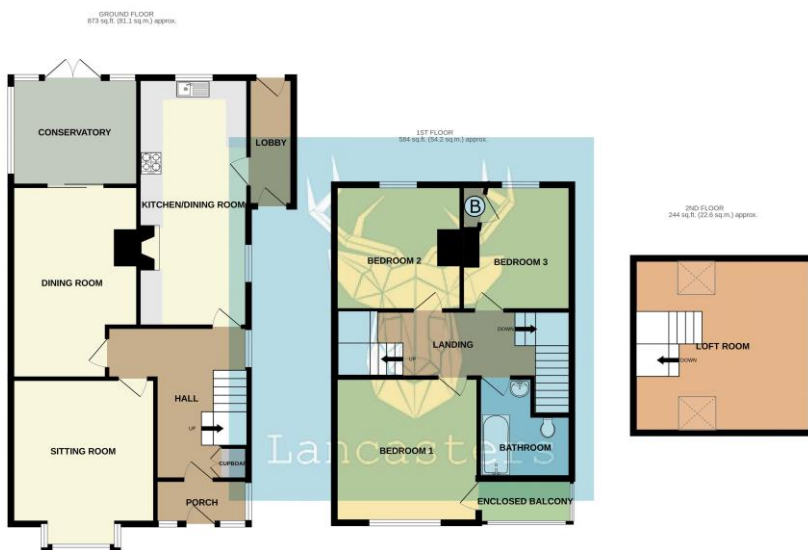 GROUND FLOOR
873 sq.ft. (81.1 sq.m.) approx.
CONSERVATORY
LOBBY
KITCHEN/DINING ROOM
DINING ROOM
HALL
UP
SITTING ROOM
CUPBOAR
PORCH
1ST FLOOR
584 sq.ft. (54.2 sq.m.) approx.
B
BEDROOM 2
BEDROOM 3
DOWN
LANDING
UP
BEDROOM 1
BATHROOM
ENCLOSED BALCONY
Lancasters
2ND FLOOR
244 sq.ft. (22.6 sq.m.) approx.
LOFT ROOM
DOWN